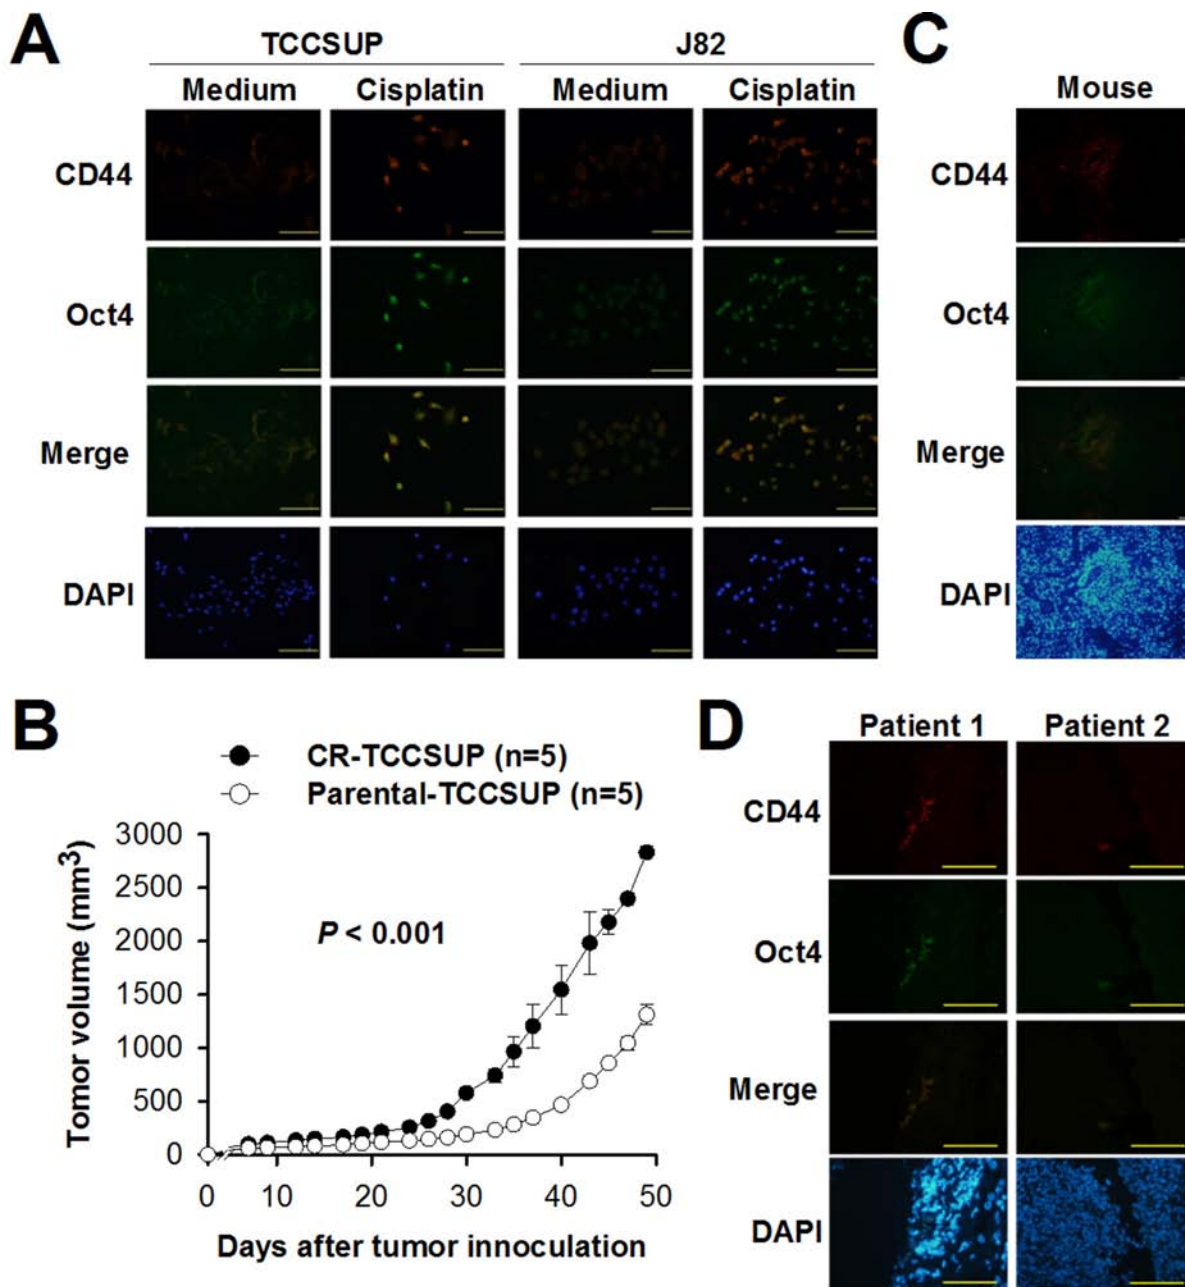 A
TCCSUP
J82
Medium
Cisplatin
Medium
Cisplatin
CD44
Oct4
Merge
DAPI
C
Mouse
CD44
Oct4
Merge
DAPI
B
CR-TCCSUP (n=5)
Parental-TCCSUP (n=5)
P < 0.001
Tomor volume (mm³)
3000
2500
2000
1500
1000
500
0
0 10 20 30 40 50
Days after tumor innoculation
D
Patient 1
Patient 2
CD44
Oct4
Merge
DAPI